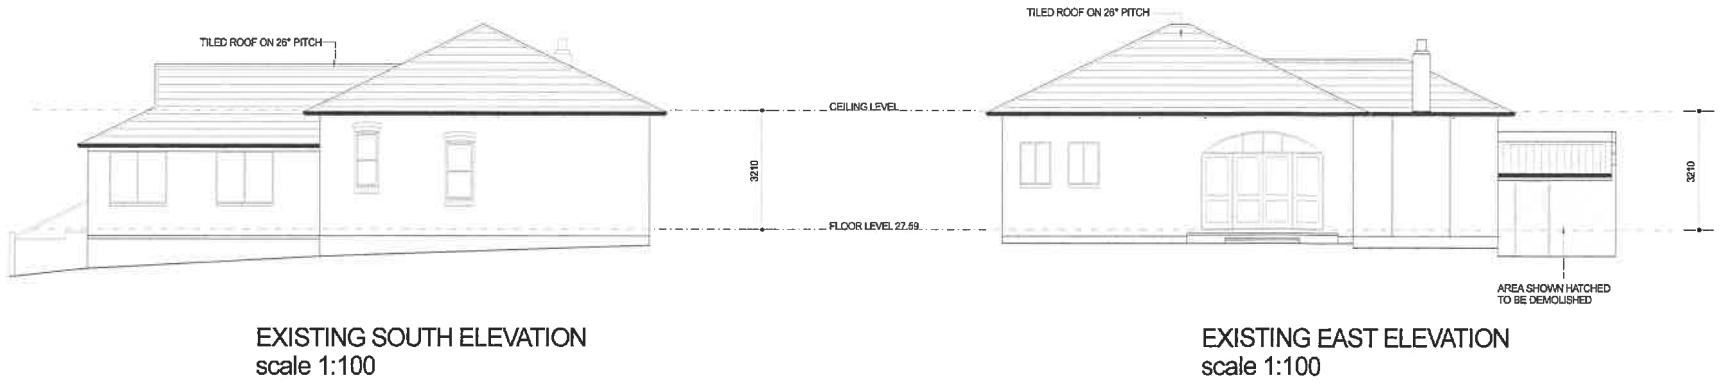 TILED ROOF ON 26° PITCH
TILED ROOF ON 26° PITCH
CEILING LEVEL
3210
3210
FLOOR LEVEL 27.59
AREA SHOWN HATCHED
TO BE DEMOLISHED
EXISTING SOUTH ELEVATION
scale 1:100
EXISTING EAST ELEVATION
scale 1:100